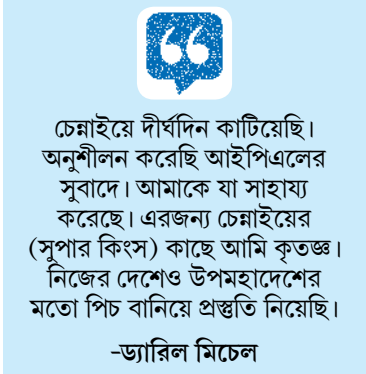 চেন্নাইয়ে দীর্ঘদিন কাটিয়েছি।
অনুশীলন করেছি আইপিএলের
সুবাদে। আমাকে যা সাহায্য
করেছে। এরজন্য চেন্নাইয়ের
(সুপার কিংস) কাছে আমি কৃতজ্ঞ।
নিজের দেশেও উপমহাদেশের
মতো পিচ বানিয়ে প্রস্তুতি নিয়েছি।
-ড্যারিল মিচেল